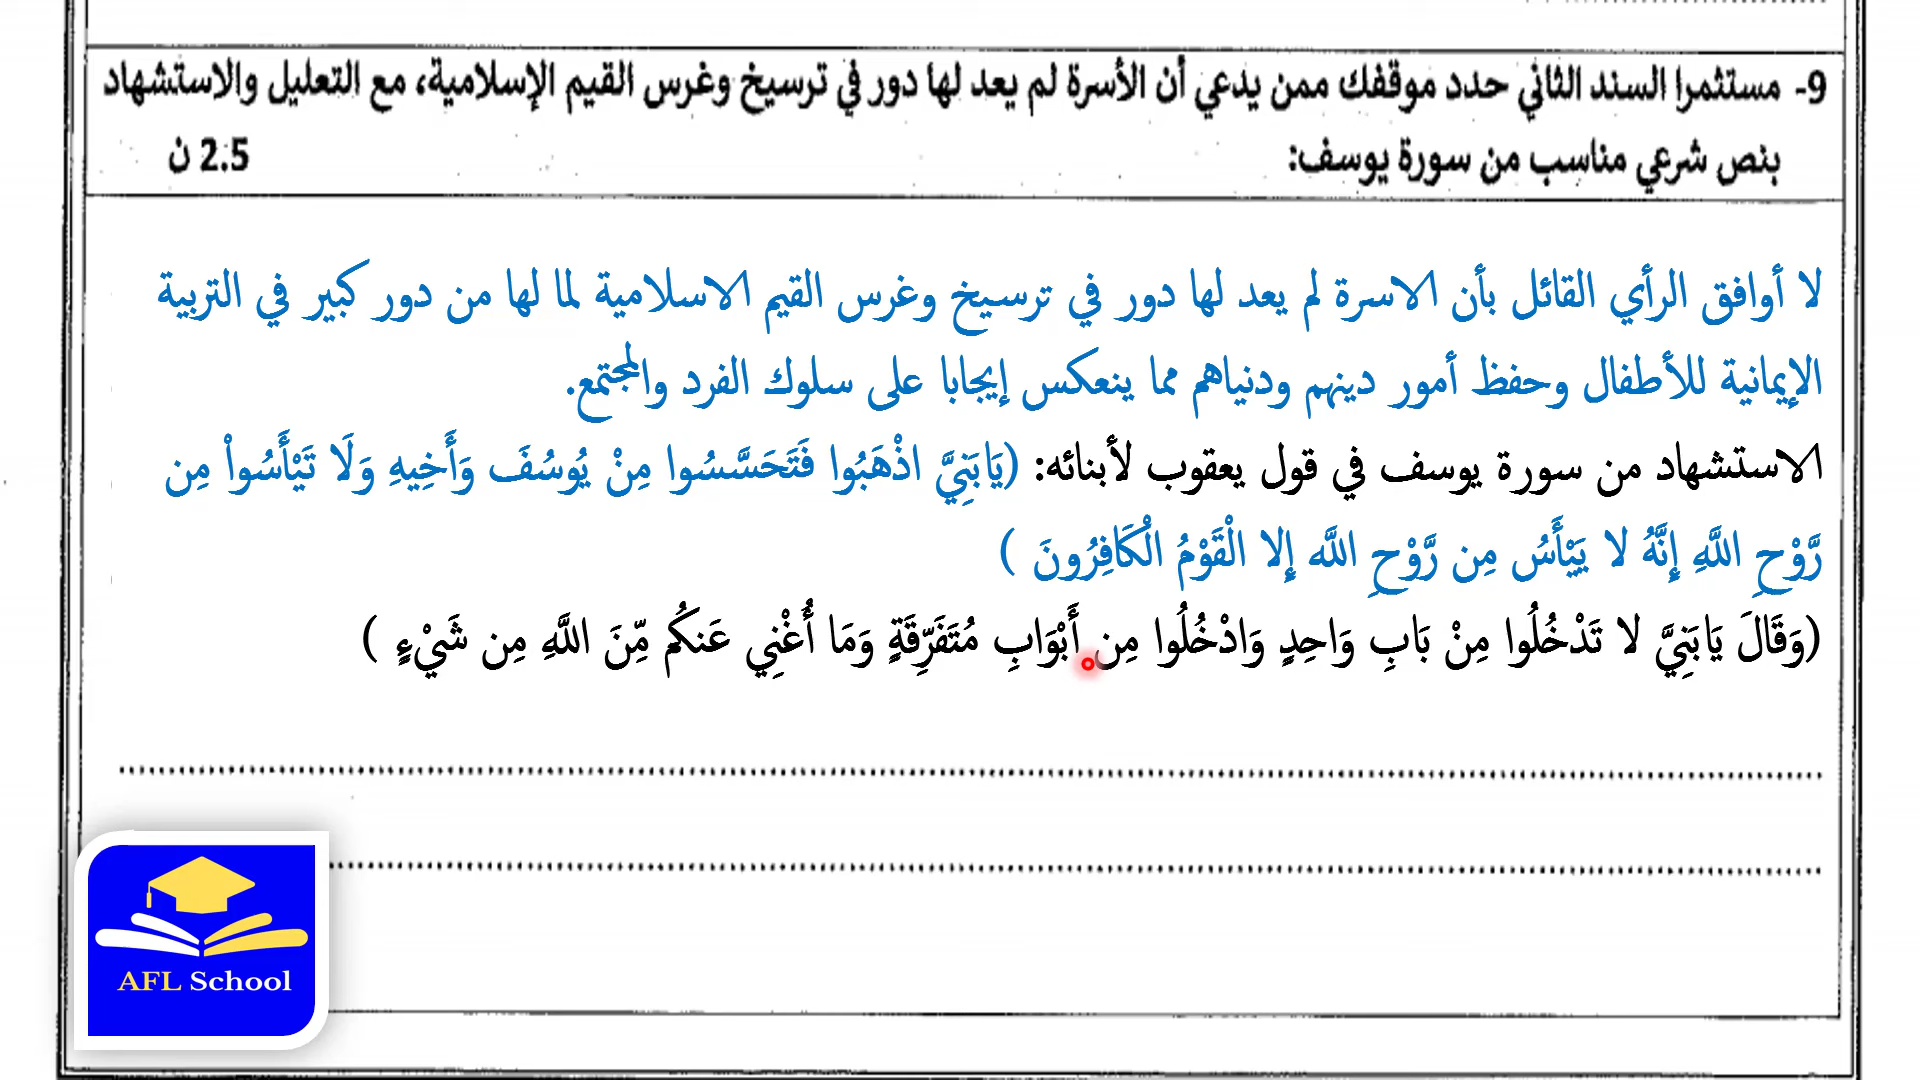 9- مستثمرا السند الثاني حدد موقفك ممن يدعي أن الأسرة لم يعد لها دور في ترسيخ وغرس القيم الإسلامية، مع التعليل والاستشهاد
بنص شرعي مناسب من سورة يوسف: 2.5 ن
لا أوافق الرأي القائل بأن الاسرة لم يعد لها دور في ترسيخ وغرس القيم الاسلامية لما لها من دور كبير في التربية
الإيمانية للأطفال وحفظ أمور دينهم ودنياهم مما ينعكس إيجابا على سلوك الفرد والمجتمع.
الاستشهاد من سورة يوسف في قول يعقوب لأبنائه: (يَابَنِيَّ اذْهَبُوا فَتَحَسَّسُوا مِنْ يُوسُفَ وَأَخِيهِ وَلَا تَيْأَسُواْ مِن
رَّوْحِ اللَّهِ إِنَّهُ لا يَيْأَسُ مِن رَّوْحِ اللَّه إِلا الْقَوْمُ الْكَافِرُونَ )
(وَقَالَ يَابَنِيَّ لا تَدْخُلُوا مِنْ بَابِ وَاحِدٍ وَادْخُلُوا مِن أَبْوَابِ مُتَفَرِّقَةٍ وَمَا أُغْنِي عَنكُم مِّنَ اللَّهِ مِن شَيْءٍ )
AFL School